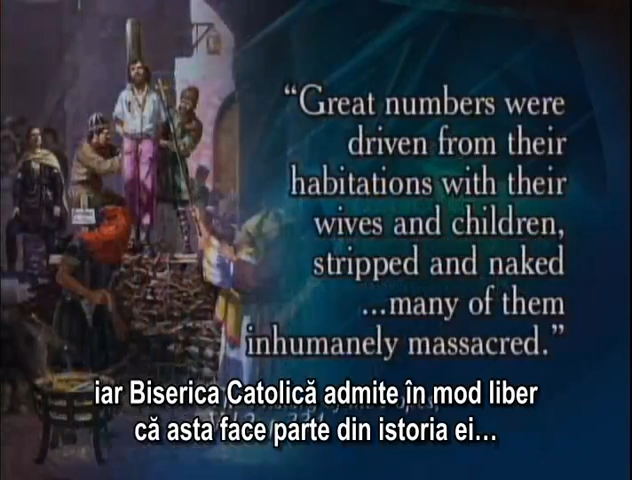 “Great numbers were
driven from their
habitations with their
wives and children,
stripped and naked
...many of them
inhumanely massacred.”
iar Biserica Catolică admite în mod liber
că asta face parte din istoria ei...